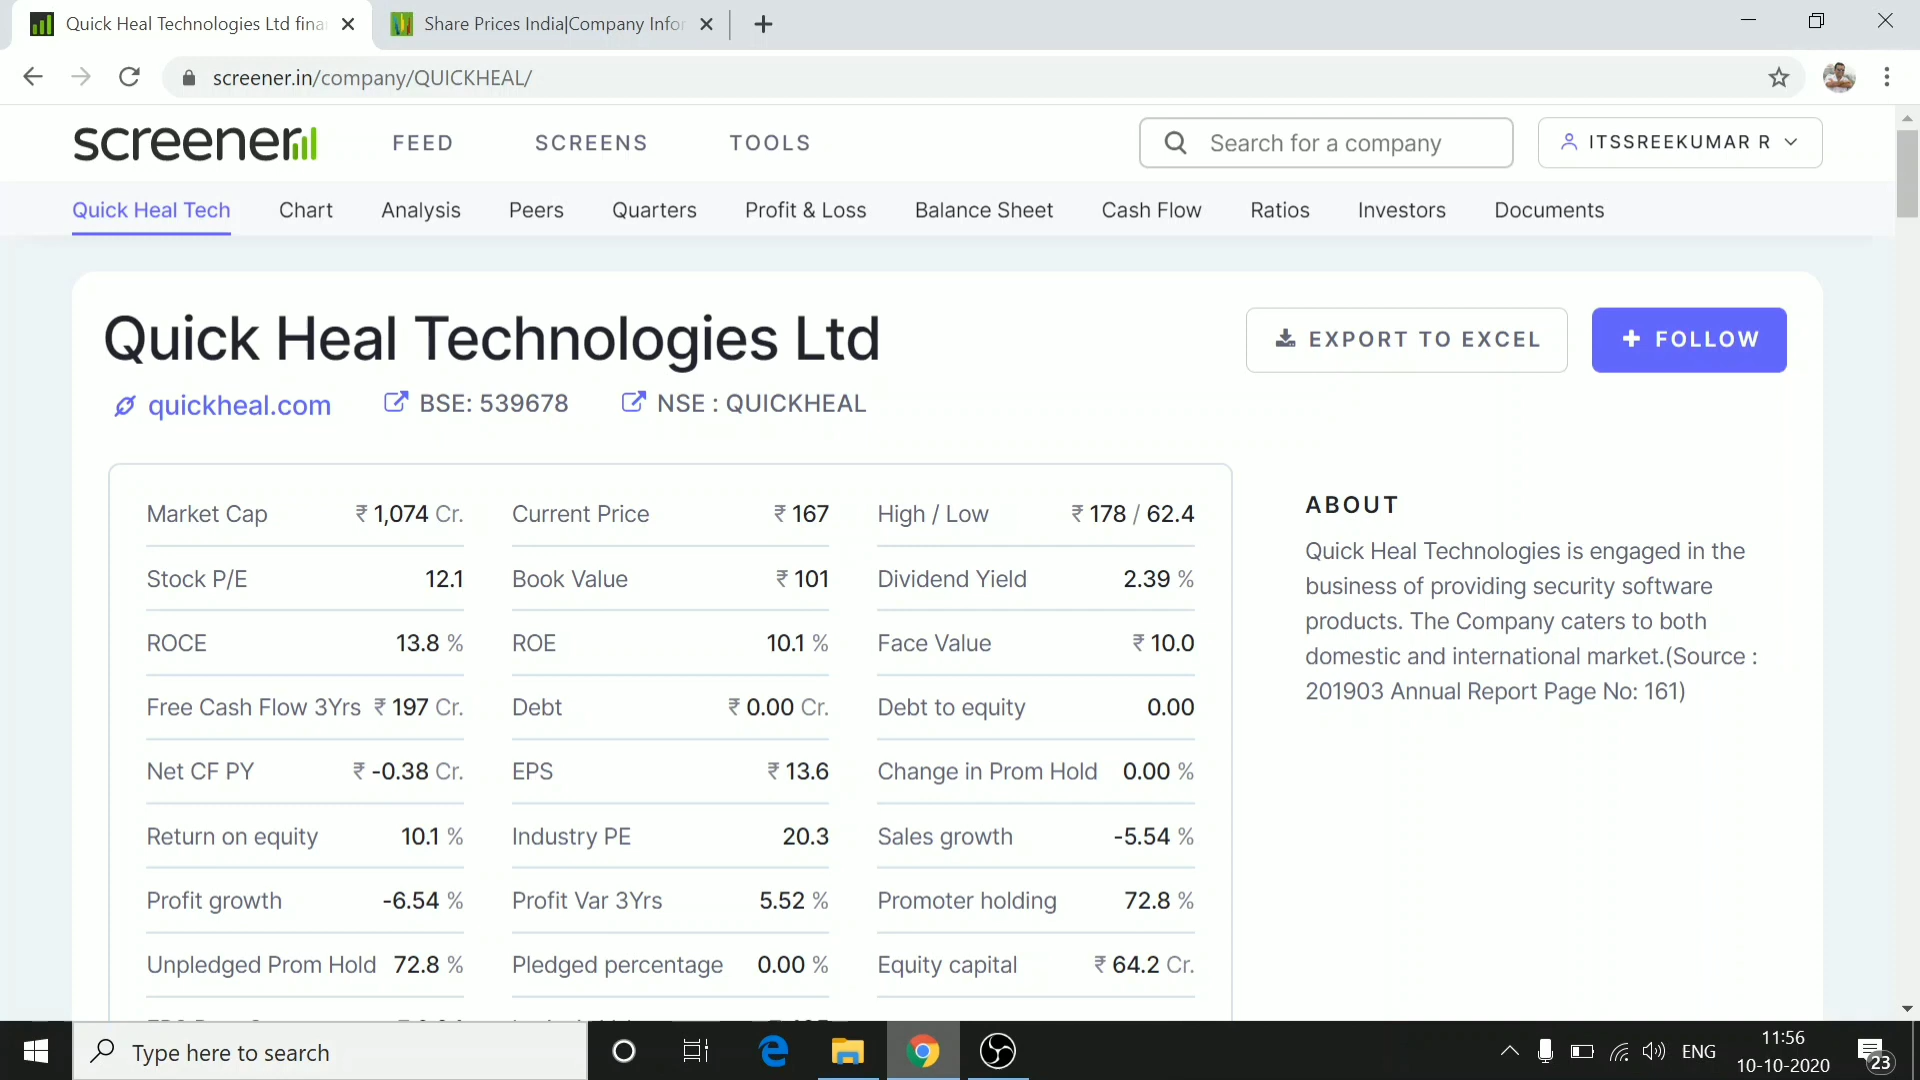 Quick Heal Technologies Ltd fina
Share Prices India|Company Infor
screener.in/company/QUICKHEAL/
screener
FEED
SCREENS
TOOLS
Search for a company
ITSSREEKUMAR R
Quick Heal Tech
Chart
Analysis
Peers
Quarters
Profit & Loss
Balance Sheet
Cash Flow
Ratios
Investors
Documents
Quick Heal Technologies Ltd
EXPORT TO EXCEL
+ FOLLOW
quickheal.com
BSE: 539678
NSE : QUICKHEAL
Market Cap ₹ 1,074 Cr.
Current Price ₹ 167
High / Low ₹ 178 / 62.4
Stock P/E 12.1
Book Value ₹ 101
Dividend Yield 2.39 %
ROCE 13.8 %
ROE 10.1 %
Face Value ₹ 10.0
Free Cash Flow 3Yrs ₹ 197 Cr.
Debt ₹ 0.00 Cr.
Debt to equity 0.00
Net CF PY ₹ -0.38 Cr.
EPS ₹ 13.6
Change in Prom Hold 0.00 %
Return on equity 10.1 %
Industry PE 20.3
Sales growth -5.54 %
Profit growth -6.54 %
Profit Var 3Yrs 5.52 %
Promoter holding 72.8 %
Unpledged Prom Hold 72.8 %
Pledged percentage 0.00 %
Equity capital ₹ 64.2 Cr.
ABOUT
Quick Heal Technologies is engaged in the
business of providing security software
products. The Company caters to both
domestic and international market.(Source :
201903 Annual Report Page No: 161)
Type here to search
ENG
11:56
10-10-2020
23